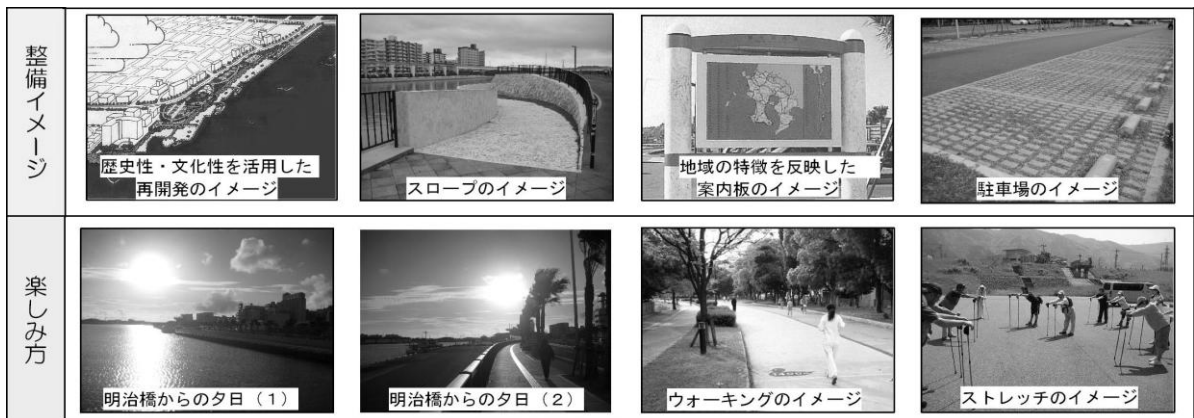 整備イメージ
歴史性・文化性を活用した
再開発のイメージ
スロープのイメージ
地域の特徴を反映した
案内板のイメージ
駐車場のイメージ
楽しみ方
明治橋からの夕日（1）
明治橋からの夕日（2）
ウォーキングのイメージ
ストレッチのイメージ